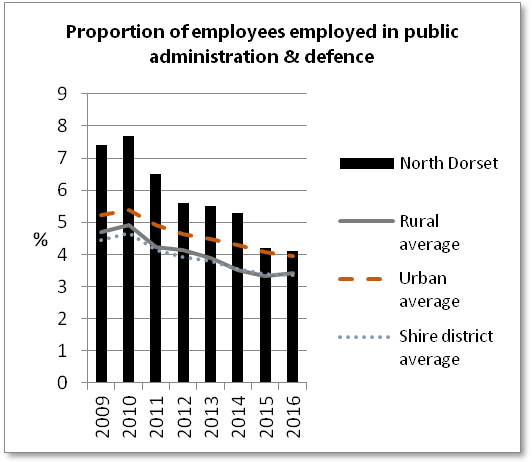 Proportion of employees employed in public
administration & defence
9
8
7
6
5
4
3
2
1
0
%
2009
2010
2011
2012
2013
2014
2015
2016
North Dorset
Rural
average
Urban
average
Shire district
average